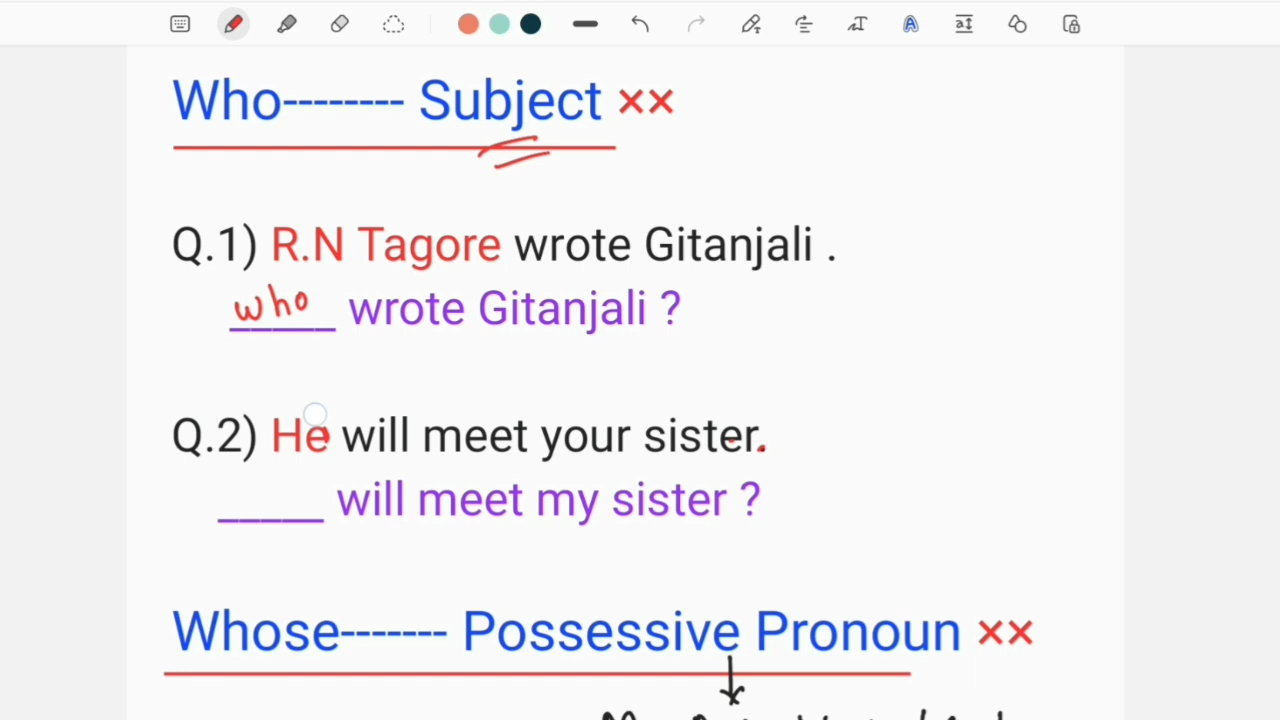 Who-------- Subject ××
Q.1) R.N Tagore wrote Gitanjali .
who wrote Gitanjali ?
Q.2) He will meet your sister.
_____ will meet my sister ?
Whose------- Possessive Pronoun ××